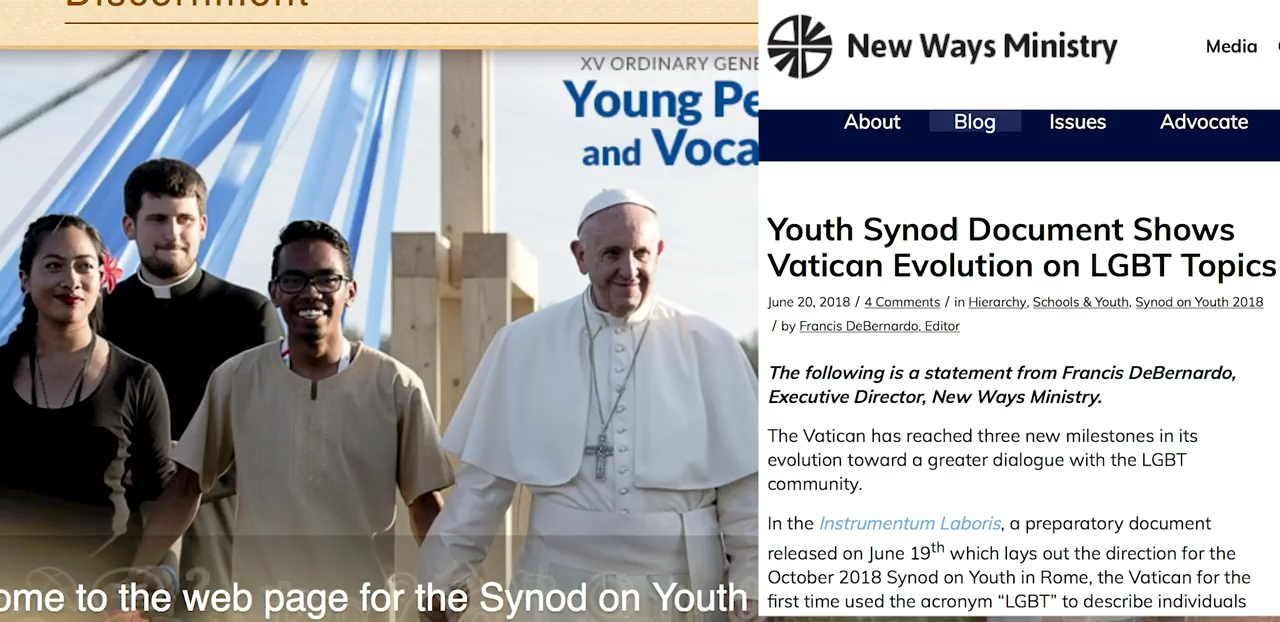 Discernment
XV ORDINARY GENE
Young Pe
and Voca
ome to the web page for the Synod on Youth
New Ways Ministry
Media
About Blog Issues Advocate
Youth Synod Document Shows
Vatican Evolution on LGBT Topics
June 20, 2018 / 4 Comments / in Hierarchy, Schools & Youth, Synod on Youth 2018
/ by Francis DeBernardo, Editor
The following is a statement from Francis DeBernardo,
Executive Director, New Ways Ministry.
The Vatican has reached three new milestones in its
evolution toward a greater dialogue with the LGBT
community.
In the Instrumentum Laboris, a preparatory document
released on June 19th which lays out the direction for the
October 2018 Synod on Youth in Rome, the Vatican for the
first time used the acronym “LGBT” to describe individuals